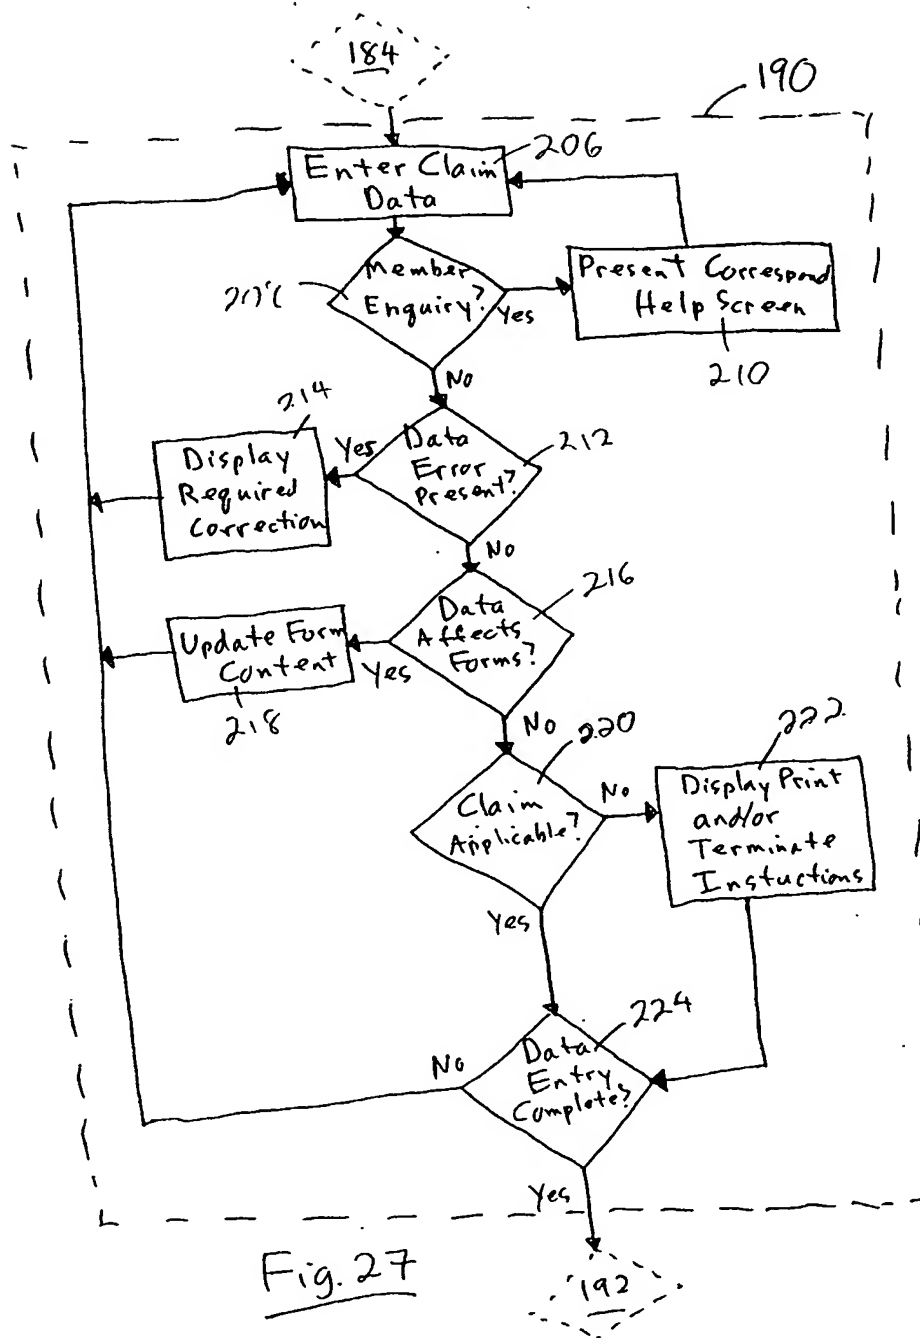 184
190
206
Enter Claim
Data
Member
Enquiry?
Yes
Present Correspond
Help Screen
210
No
214
Display
Required
Correction
Yes
Data
Error
Present?
212
No
216
Update Form
Content
218
Yes
Data
Affects
Forms?
No
220
222
Claim
Applicable?
No
Display Print
and/or
Terminate
Instuctions
Yes
224
Data
Entry
Complete?
No
Yes
Fig. 27
192